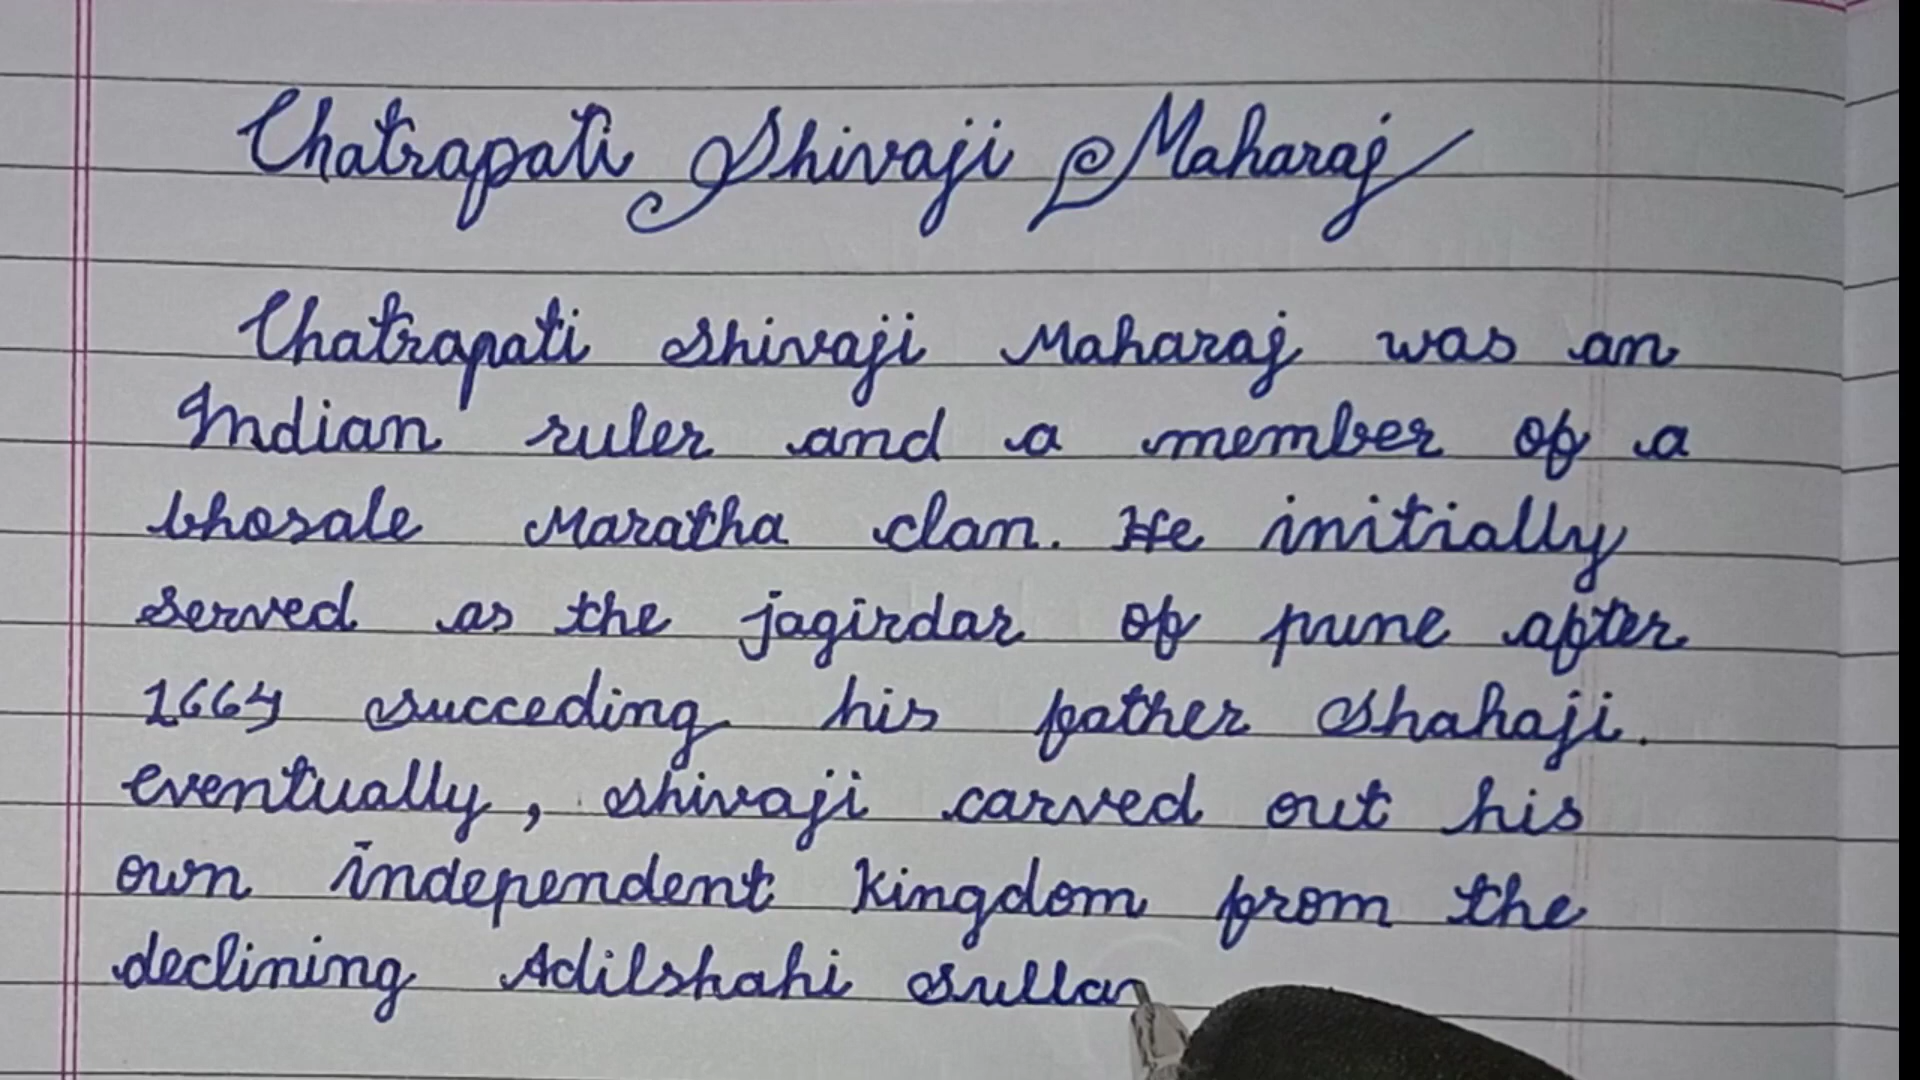 Chatrapati Shivaji Maharaj
Chatrapati Shivaji Maharaj was an
Indian ruler and a member of a
bhosale Maratha clan. He initially
served as the jagirdar of pune after
1664 succeding his father Shahaji.
eventually, Shivaji carved out his
own independent kingdom from the
declining Adilshahi